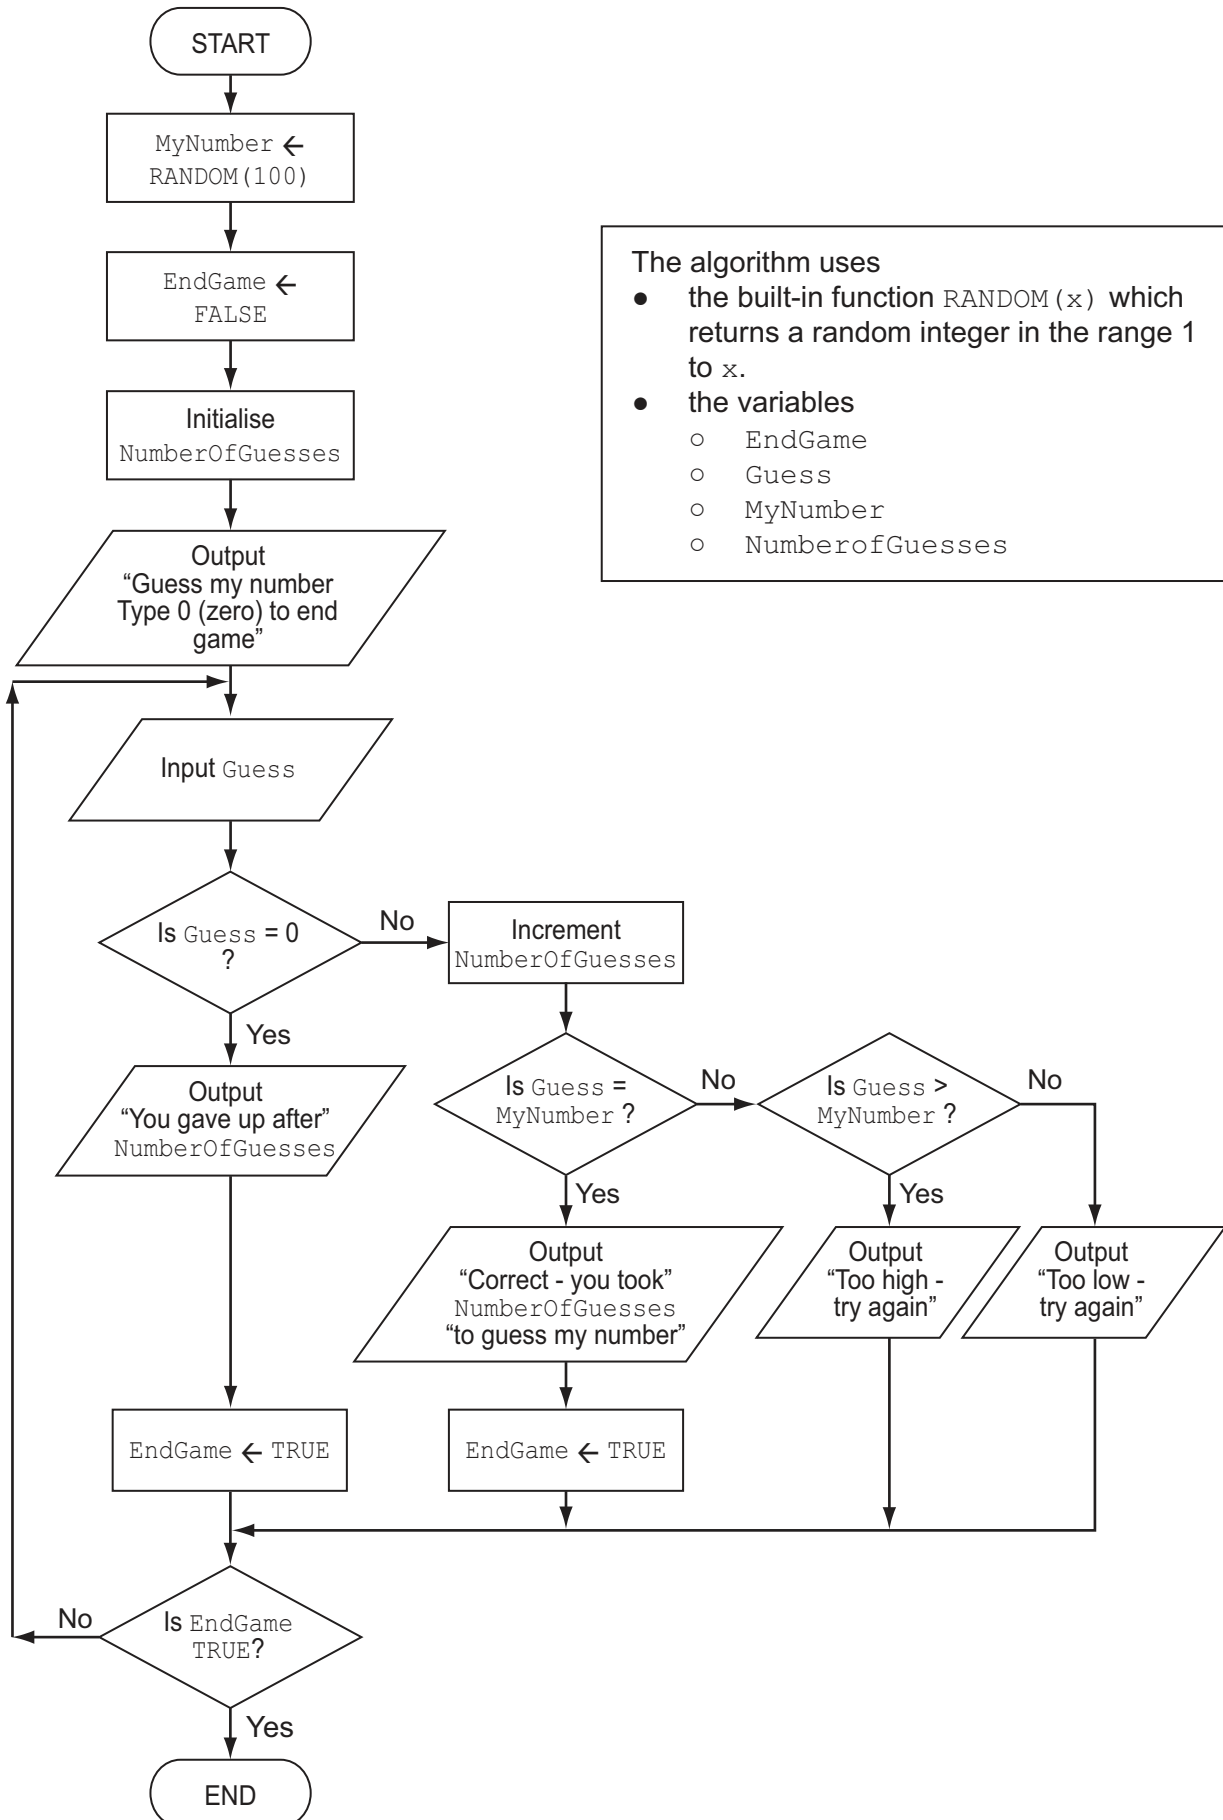 START
MyNumber ←
RANDOM(100)
EndGame ←
FALSE
Initialise
NumberOfGuesses
Output
“Guess my number
Type 0 (zero) to end
game”
Input Guess
Is Guess = 0
?
No
Yes
Increment
NumberOfGuesses
Output
“You gave up after”
NumberOfGuesses
Is Guess =
MyNumber ?
No
Yes
Is Guess >
MyNumber ?
No
Yes
Output
“Correct - you took”
NumberOfGuesses
“to guess my number”
Output
“Too high -
try again”
Output
“Too low -
try again”
EndGame ← TRUE
EndGame ← TRUE
Is EndGame
TRUE?
No
Yes
END
The algorithm uses
● the built-in function RANDOM(x) which
returns a random integer in the range 1
to x.
● the variables
○ EndGame
○ Guess
○ MyNumber
○ NumberofGuesses